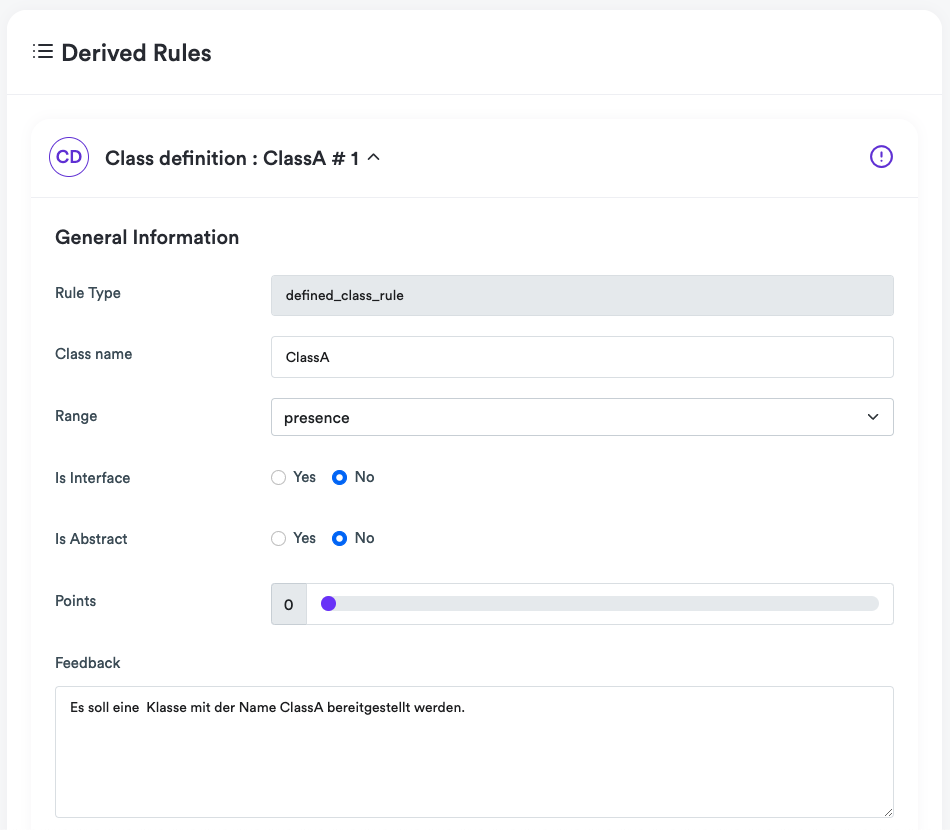 Derived Rules
CD Class definition : ClassA # 1
General Information
Rule Type defined_class_rule
Class name ClassA
Range presence
Is Interface Yes No
Is Abstract Yes No
Points 0
Feedback
Es soll eine  Klasse mit der Name ClassA bereitgestellt werden.